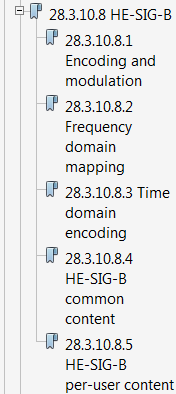 28.3.10.8 HE-SIG-B
28.3.10.8.1
Encoding and
modulation
28.3.10.8.2
Frequency
domain
mapping
28.3.10.8.3 Time
domain
encoding
28.3.10.8.4
HE-SIG-B
common
content
28.3.10.8.5
HE-SIG-B
per-user content